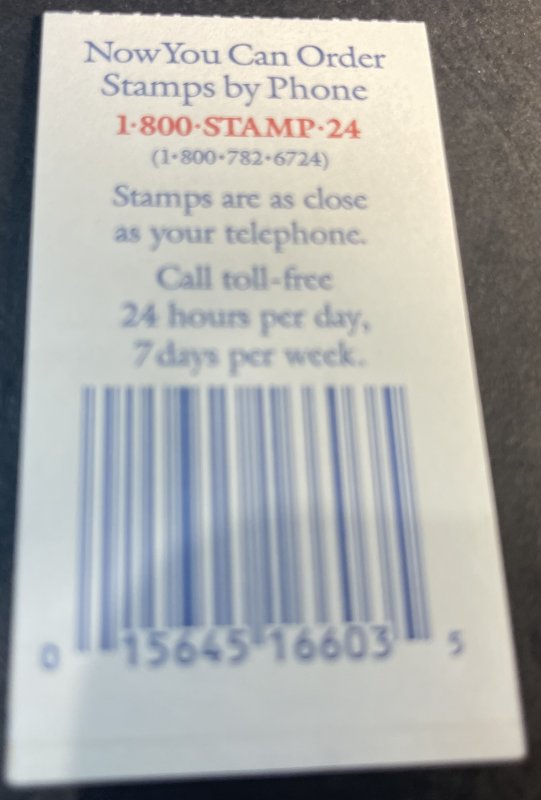 Now You Can Order
Stamps by Phone
1·800·STAMP·24
(1·800·782·6724)
Stamps are as close
as your telephone.
Call toll-free
24 hours per day,
7 days per week.
0 15645 16603 5